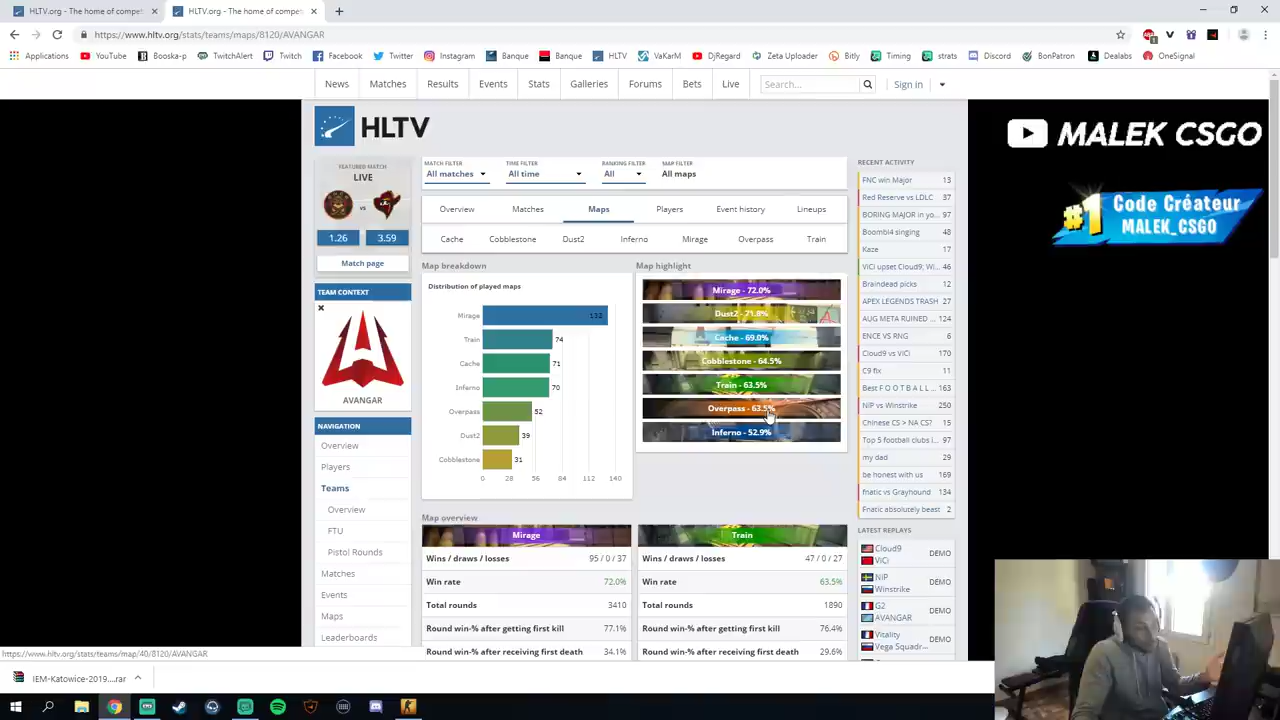 HLTV.org - The home of compet
HLTV.org - The home of compet
https://www.hltv.org/stats/teams/maps/8120/AVANGAR
Applications YouTube Booska-p TwitchAlert Twitch Facebook Twitter Instagram Banque Banque HLTV VaKarM DjRegard Zeta Uploader Bitly Timing strats Discord BonPatron Dealabs OneSignal
News Matches Results Events Stats Galleries Forums Bets Live Search... Sign in
HLTV
MALEK CSGO
#1 Code Créateur
MALEK_CSGO
FEATURED MATCH
LIVE
vs
1.26 3.59
Match page
TEAM CONTEXT
AVANGAR
NAVIGATION
Overview
Players
Teams
Overview
FTU
Pistol Rounds
Matches
Events
Maps
Leaderboards
MATCH FILTER TIME FILTER RANKING FILTER MAP FILTER
All matches All time All All maps
Overview Matches Maps Players Event history Lineups
Cache Cobblestone Dust2 Inferno Mirage Overpass Train
Map breakdown
Distribution of played maps
Mirage 132
Train 74
Cache 71
Inferno 70
Overpass 52
Dust2 39
Cobblestone 31
0 28 56 84 112 140
Map highlight
Mirage - 72.0%
Dust2 - 71.8%
Cache - 69.0%
Cobblestone - 64.5%
Train - 63.5%
Overpass - 63.5%
Inferno - 52.9%
Map overview
Mirage
Wins / draws / losses 95 / 0 / 37
Win rate 72.0%
Total rounds 3410
Round win-% after getting first kill 77.1%
Round win-% after receiving first death 34.1%
Train
Wins / draws / losses 47 / 0 / 27
Win rate 63.5%
Total rounds 1890
Round win-% after getting first kill 76.4%
Round win-% after receiving first death 29.6%
RECENT ACTIVITY
FNC win Major 13
Red Reserve vs LDLC 37
BORING MAJOR in yo... 97
Boombl4 singing 48
Kaze 17
ViCi upset Cloud9; Wi... 46
Braindead picks 12
APEX LEGENDS TRASH 27
AUG META RUINED ... 124
ENCE VS RNG 6
Cloud9 vs ViCi 170
C9 fix 11
Best F O O T B A L L ... 163
NiP vs Winstrike 250
Chinese CS > NA CS? 15
Top 5 football clubs i... 97
my dad 29
be honest with us 169
fnatic vs Grayhound 134
Fnatic absolutely beast 2
LATEST REPLAYS
Cloud9
ViCi DEMO
NiP
Winstrike DEMO
G2
AVANGAR DEMO
Vitality
Vega Squadr... DEMO
https://www.hltv.org/stats/teams/map/40/8120/AVANGAR
IEM-Katowice-2019....rar